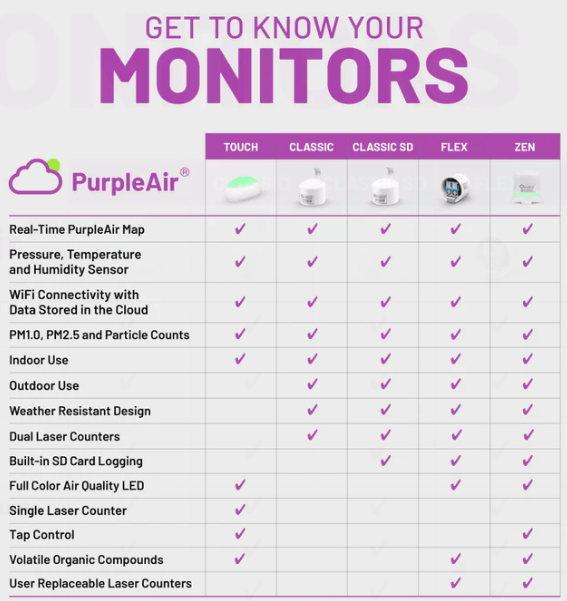 GET TO KNOW YOUR
MONITORS
TOUCH CLASSIC CLASSIC SD FLEX ZEN
PurpleAir®
Real-Time PurpleAir Map ✓ ✓ ✓ ✓ ✓
Pressure, Temperature
and Humidity Sensor ✓ ✓ ✓ ✓ ✓
WiFi Connectivity with
Data Stored in the Cloud ✓ ✓ ✓ ✓ ✓
PM1.0, PM2.5 and Particle Counts ✓ ✓ ✓ ✓ ✓
Indoor Use ✓ ✓ ✓ ✓ ✓
Outdoor Use ✓ ✓ ✓ ✓
Weather Resistant Design ✓ ✓ ✓ ✓
Dual Laser Counters ✓ ✓ ✓ ✓
Built-in SD Card Logging ✓ ✓ ✓
Full Color Air Quality LED ✓ ✓ ✓
Single Laser Counter ✓
Tap Control ✓ ✓
Volatile Organic Compounds ✓ ✓ ✓
User Replaceable Laser Counters ✓ ✓